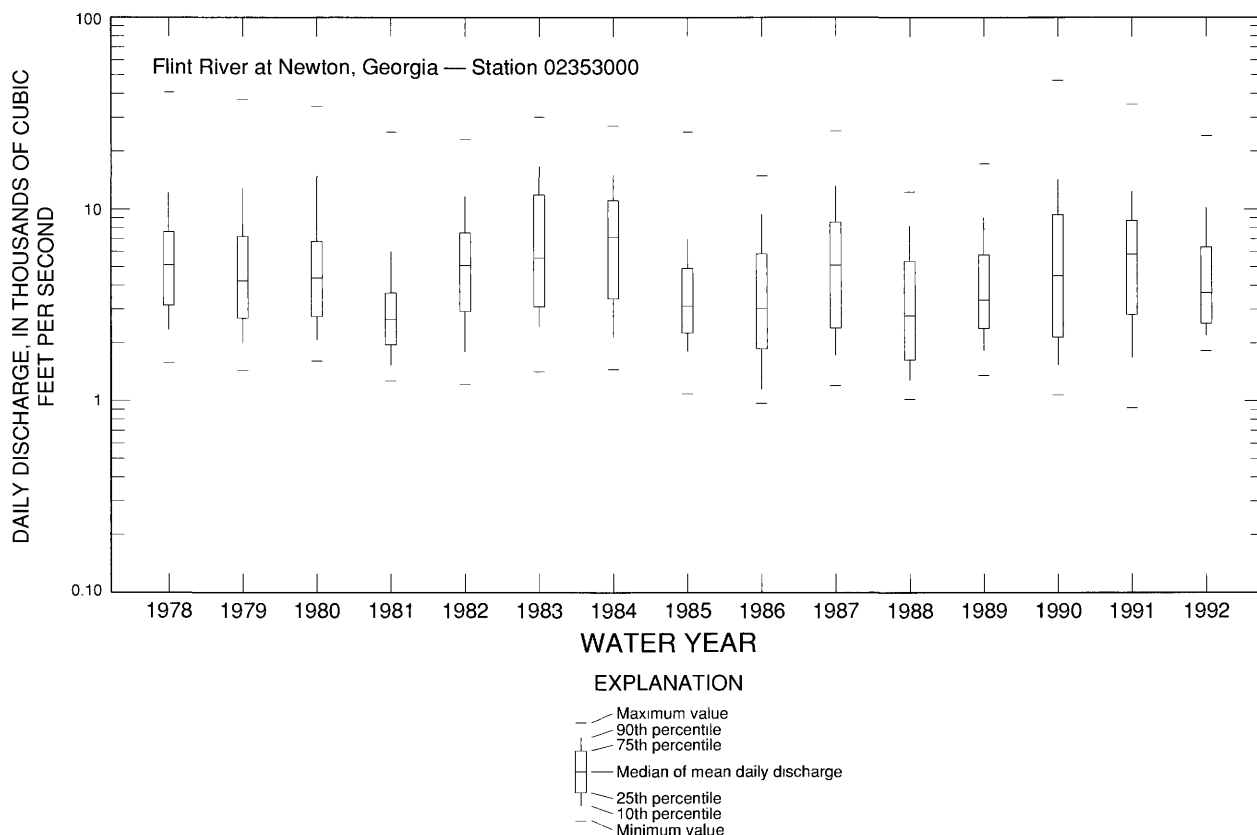 100
Flint River at Newton, Georgia — Station 02353000
DAILY DISCHARGE, IN THOUSANDS OF CUBIC
FEET PER SECOND
10
1
0.10
1978 1979 1980 1981 1982 1983 1984 1985 1986 1987 1988 1989 1990 1991 1992
WATER YEAR
EXPLANATION
Maximum value
90th percentile
75th percentile
Median of mean daily discharge
25th percentile
10th percentile
Minimum value